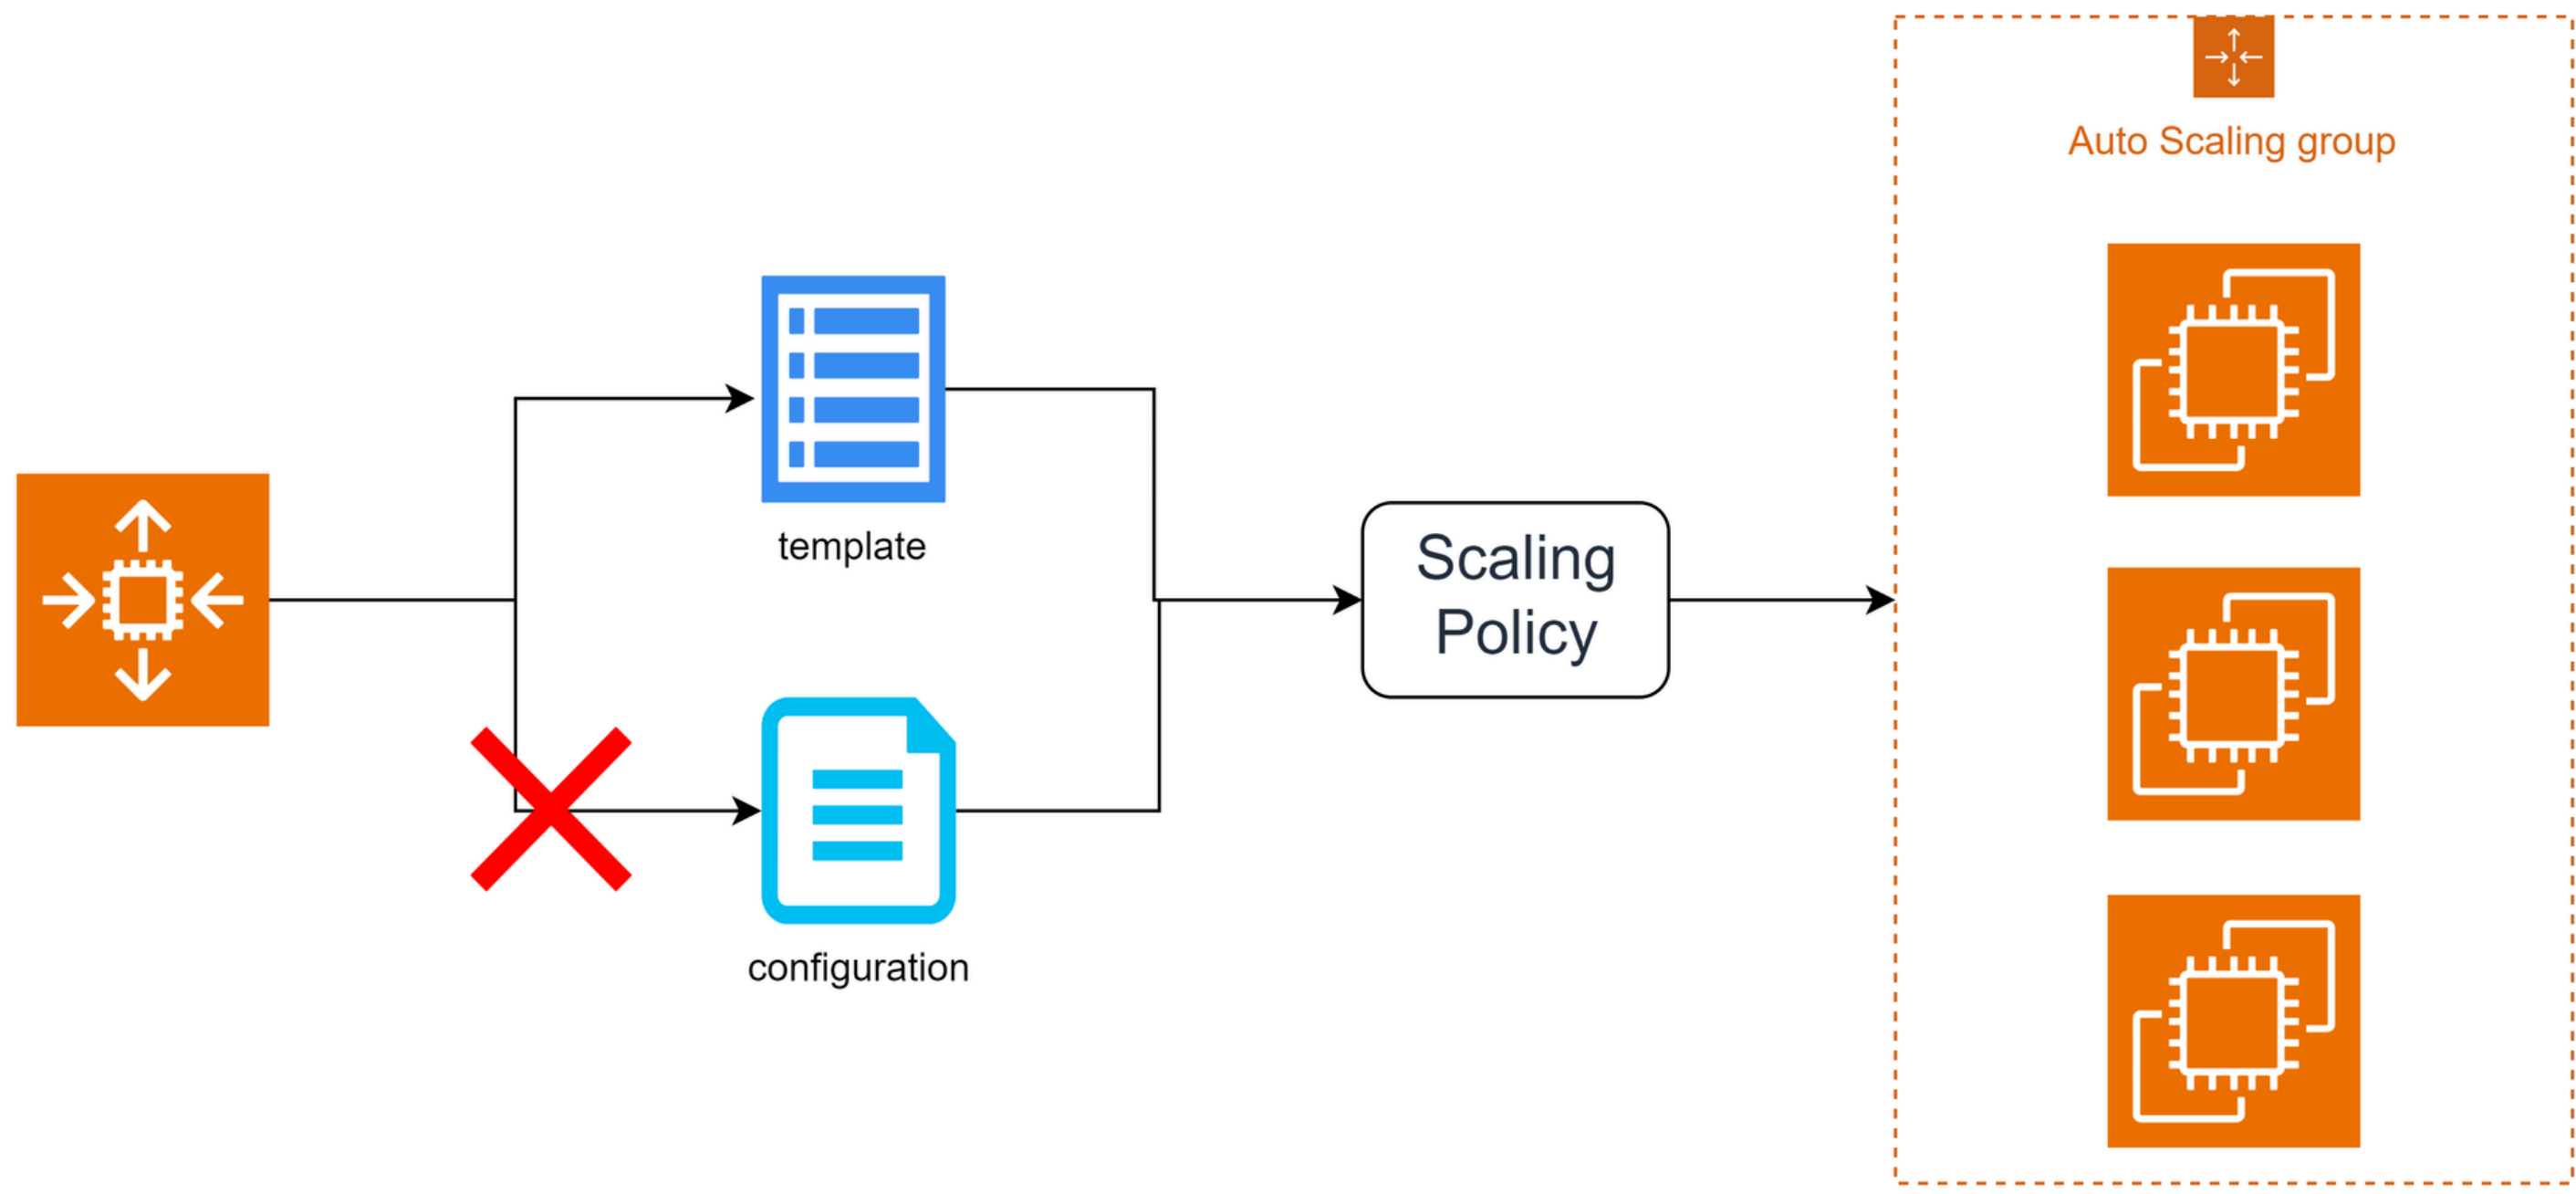 Auto Scaling group
template
Scaling
Policy
configuration